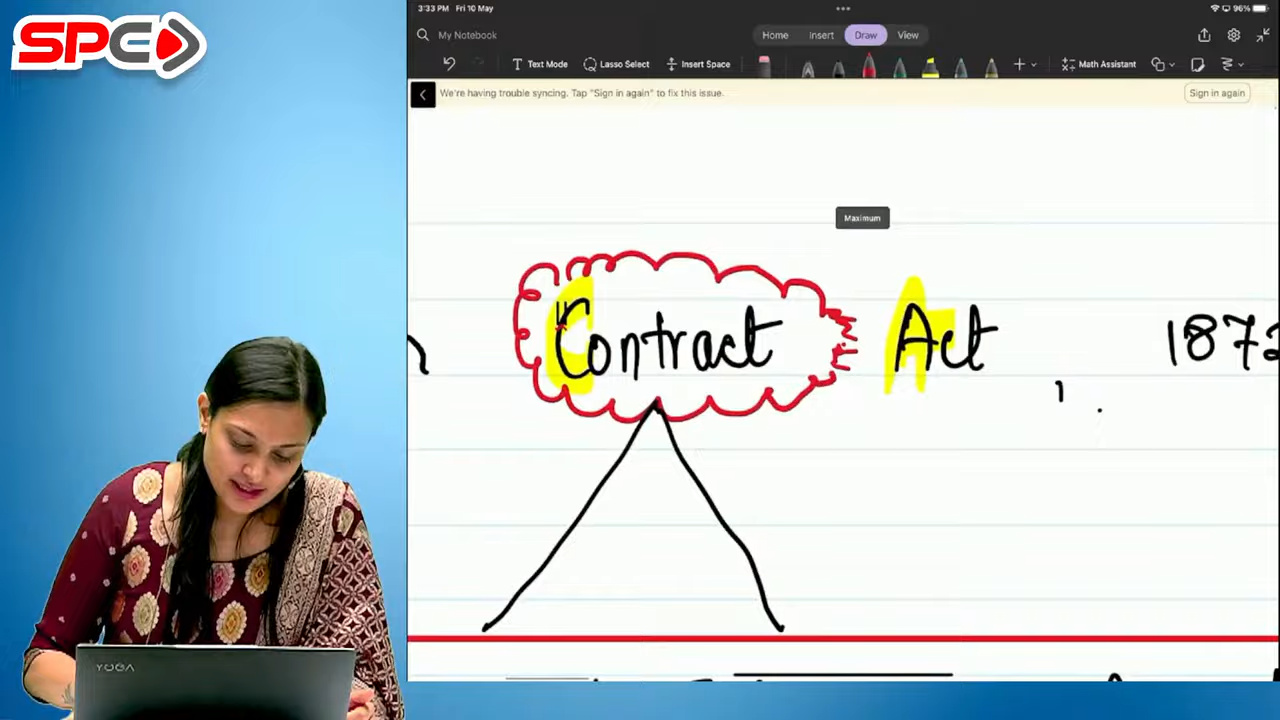 SPC
3:33 PM Fri 10 May
96%
My Notebook
Home Insert Draw View
Text Mode Lasso Select Insert Space Math Assistant
We're having trouble syncing. Tap "Sign in again" to fix this issue.
Sign in again
Maximum
Contract Act 1872
YOGA